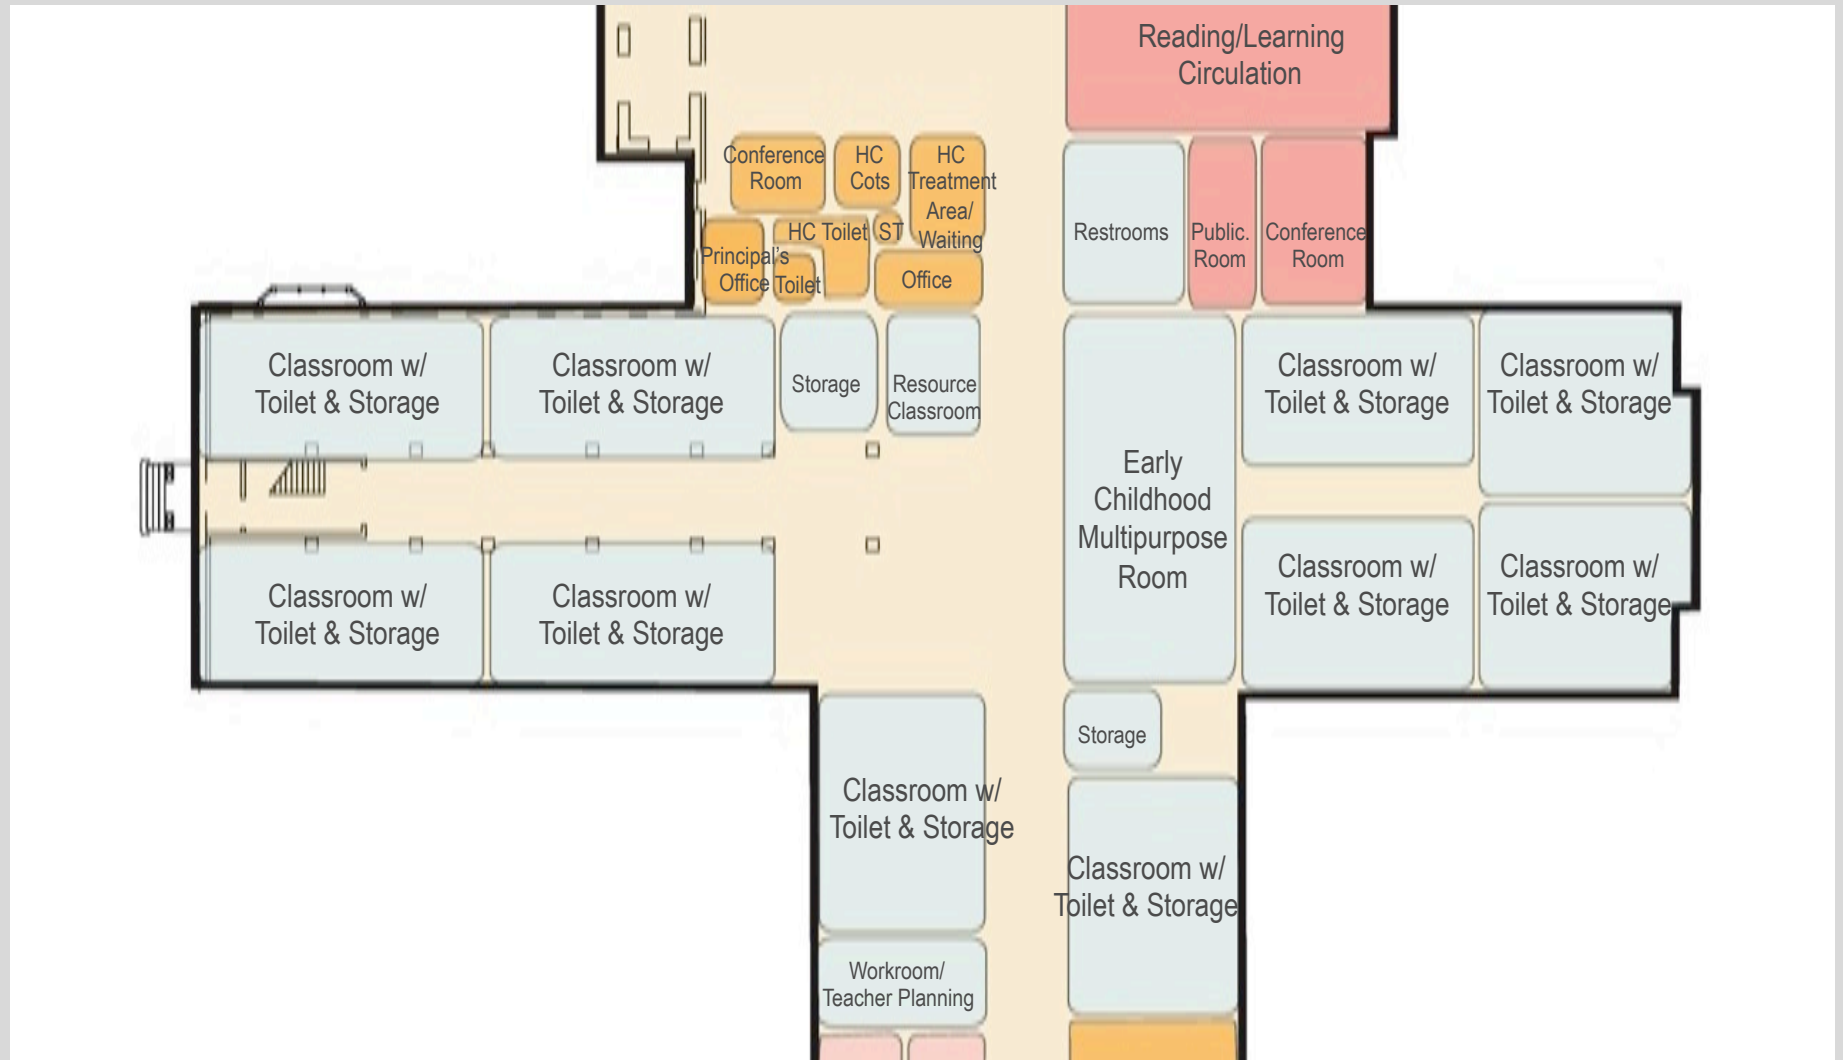 Reading/Learning
Circulation
Conference
Room
HC
Cots
HC
Treatment
Area/
Waiting
HC Toilet
ST
Principal's
Office
Toilet
Office
Restrooms
Public.
Room
Conference
Room
Classroom w/
Toilet & Storage
Classroom w/
Toilet & Storage
Storage
Resource
Classroom
Early
Childhood
Multipurpose
Room
Classroom w/
Toilet & Storage
Classroom w/
Toilet & Storage
Classroom w/
Toilet & Storage
Classroom w/
Toilet & Storage
Classroom w/
Toilet & Storage
Classroom w/
Toilet & Storage
Storage
Classroom w/
Toilet & Storage
Classroom w/
Toilet & Storage
Workroom/
Teacher Planning